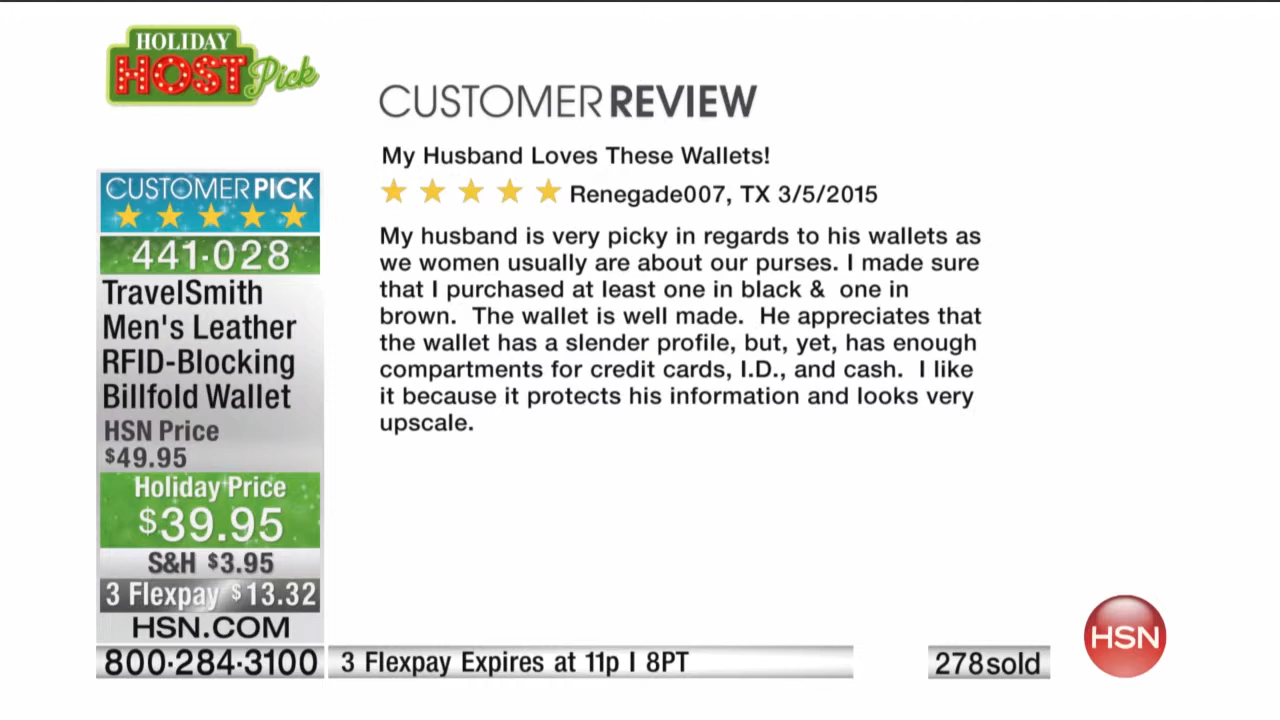 HOLIDAY
HOST Pick
CUSTOMER PICK
441-028
TravelSmith
Men's Leather
RFID-Blocking
Billfold Wallet
HSN Price
$49.95
Holiday Price
$39.95
S&H $3.95
3 Flexpay $13.32
HSN.COM
800-284-3100
CUSTOMER REVIEW
My Husband Loves These Wallets!
Renegade007, TX 3/5/2015
My husband is very picky in regards to his wallets as
we women usually are about our purses. I made sure
that I purchased at least one in black & one in
brown. The wallet is well made. He appreciates that
the wallet has a slender profile, but, yet, has enough
compartments for credit cards, I.D., and cash. I like
it because it protects his information and looks very
upscale.
3 Flexpay Expires at 11p I 8PT
278 sold
HSN